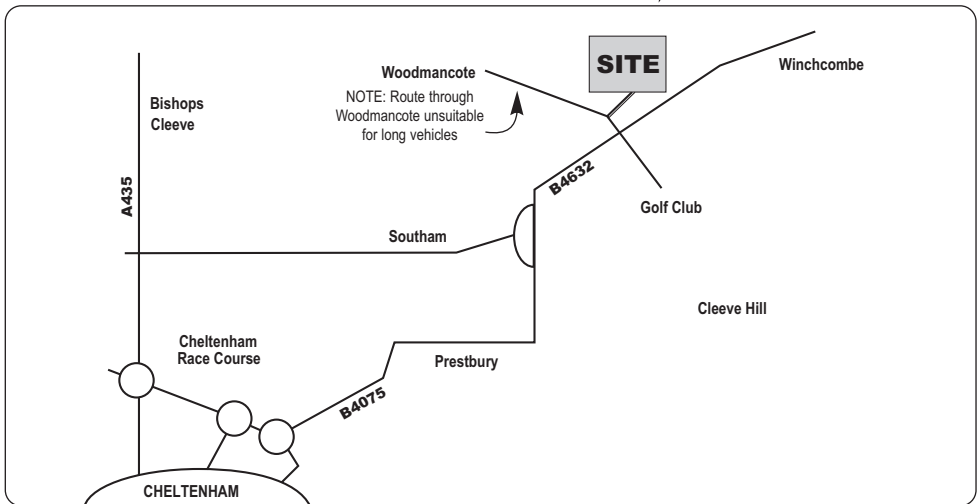 SITE
Woodmancote
Winchcombe
NOTE: Route through
Woodmancote unsuitable
for long vehicles
Bishops
Cleeve
A435
B4632
Golf Club
Southam
Cleeve Hill
Cheltenham
Race Course
Prestbury
B4075
CHELTENHAM